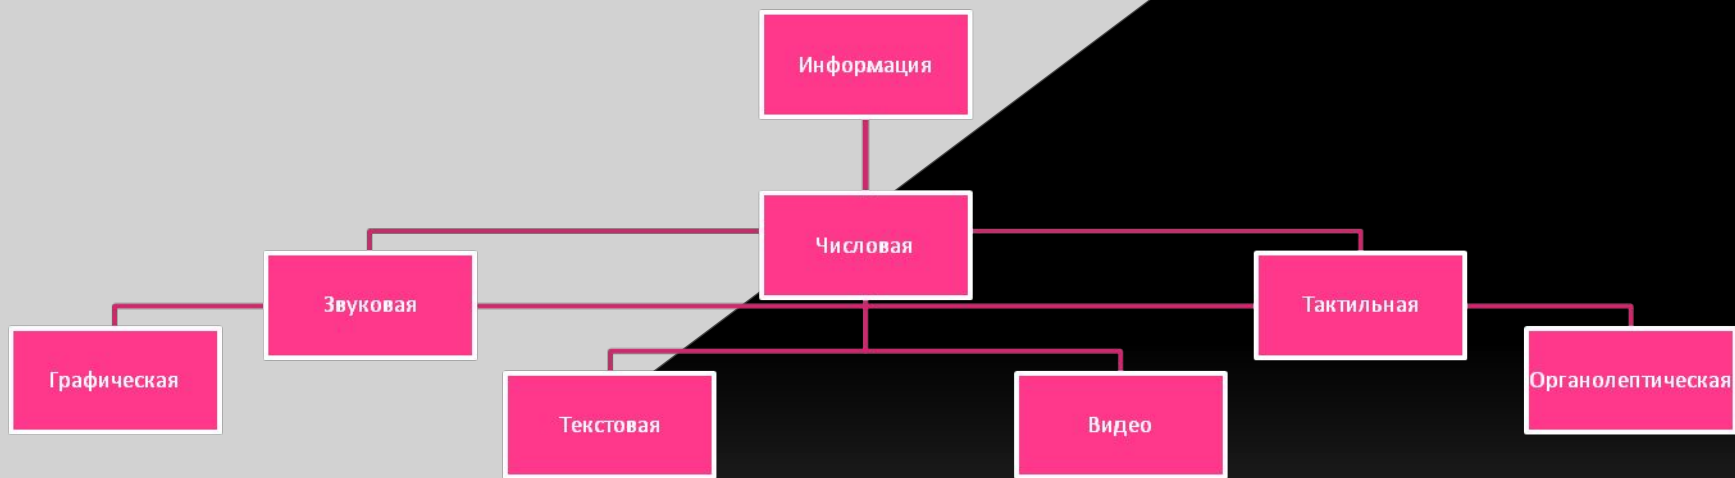 Информация
Числовая
Звуковая
Тактильная
Графическая
Органолептическая
Текстовая
Видео